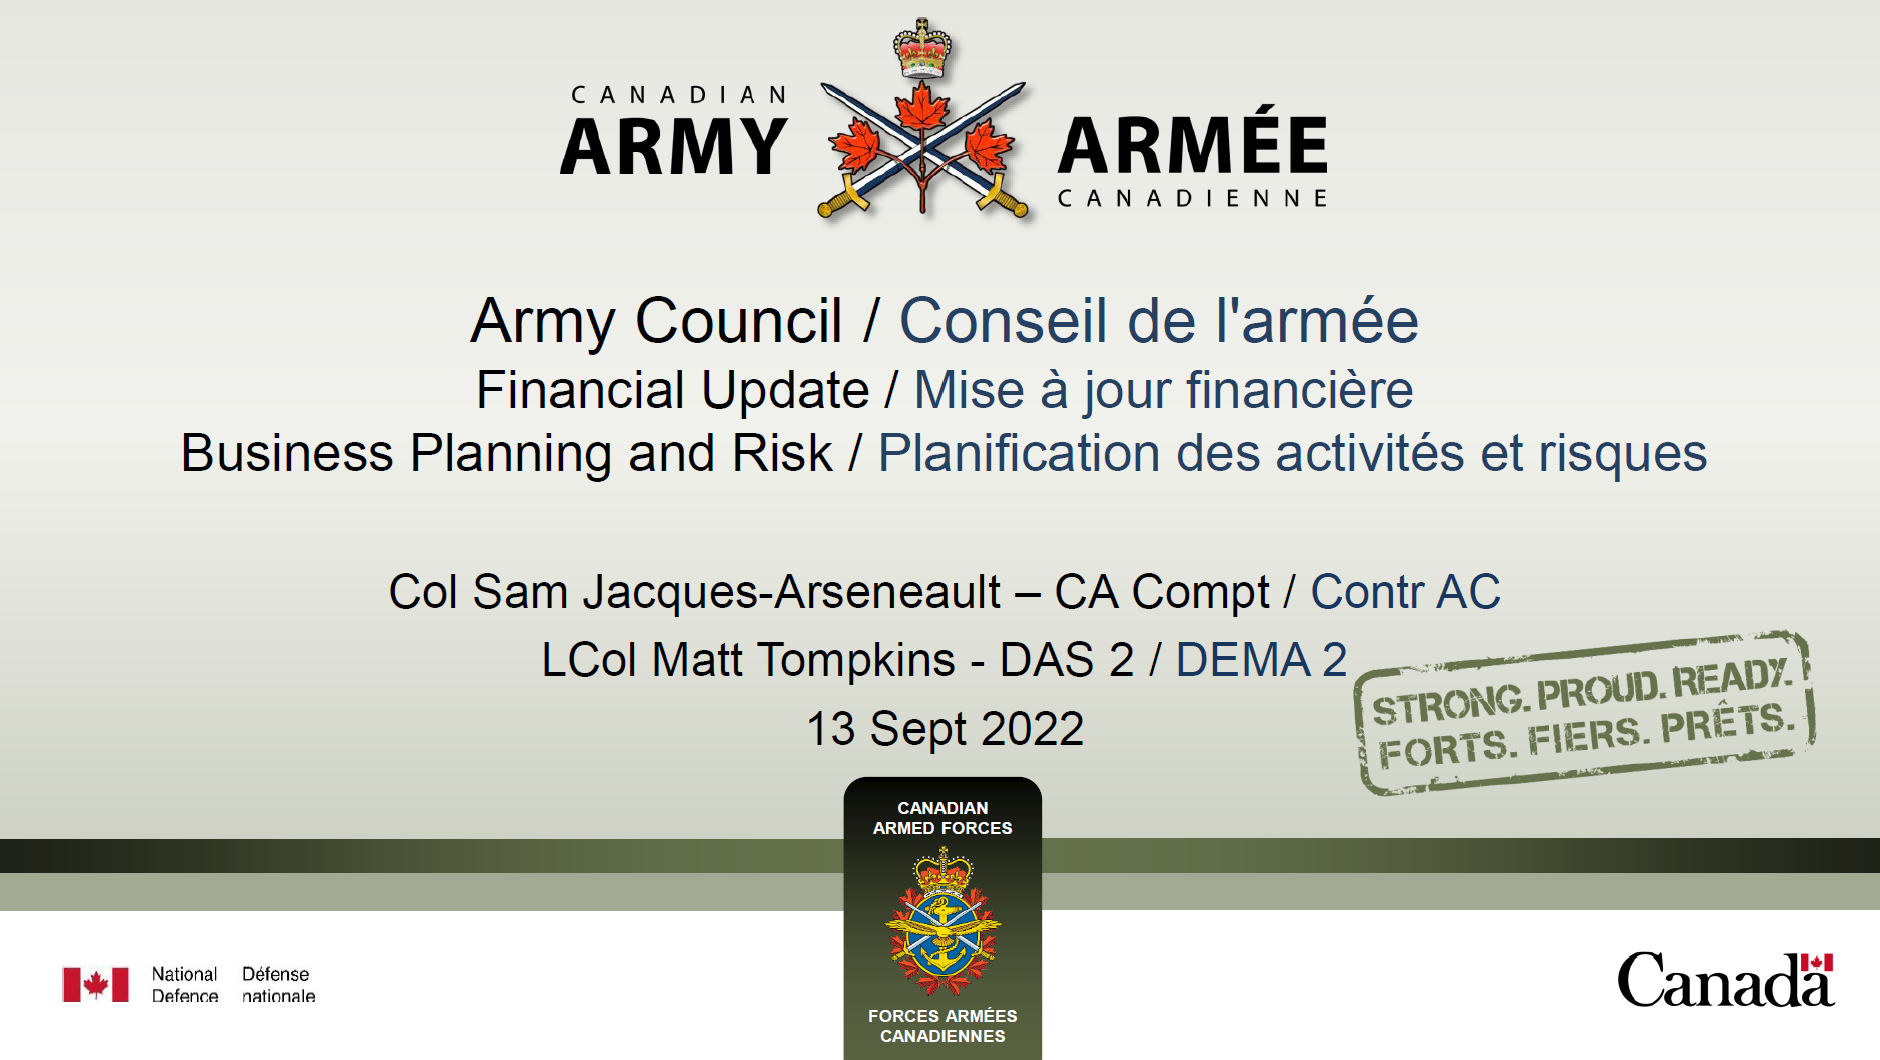 CANADIAN
ARMY
ARMÉE
CANADIENNE
Army Council / Conseil de l'armée
Financial Update / Mise à jour financière
Business Planning and Risk / Planification des activités et risques
Col Sam Jacques-Arseneault – CA Compt / Contr AC
LCol Matt Tompkins - DAS 2 / DEMA 2
13 Sept 2022
STRONG. PROUD. READY.
FORTS. FIERS. PRÊTS.
CANADIAN
ARMED FORCES
FORCES ARMÉES
CANADIENNES
National
Defence
Défense
nationale
Canada